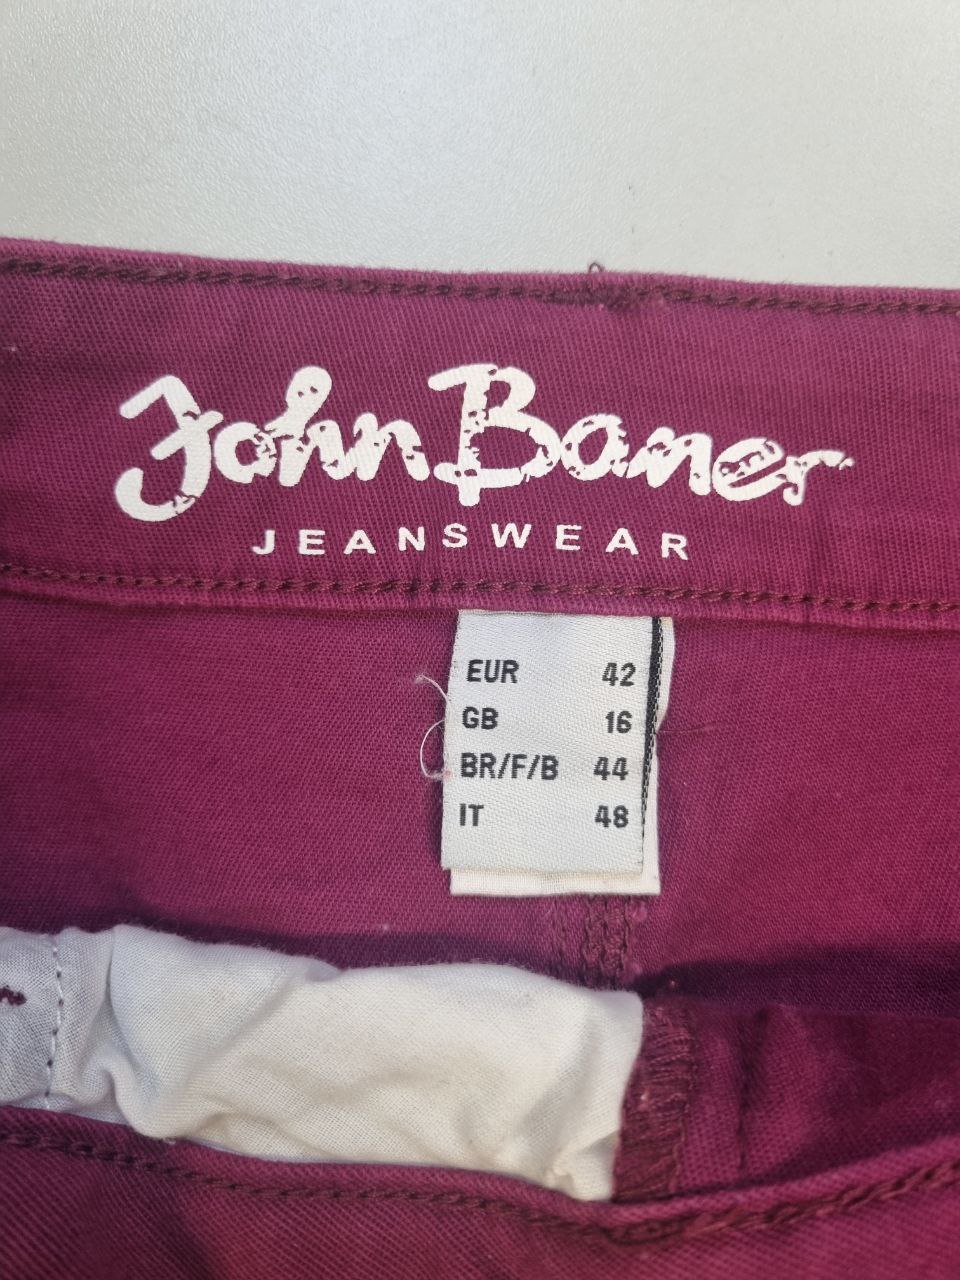 John Baner
JEANSWEAR
EUR 42
GB 16
BR/F/B 44
IT 48